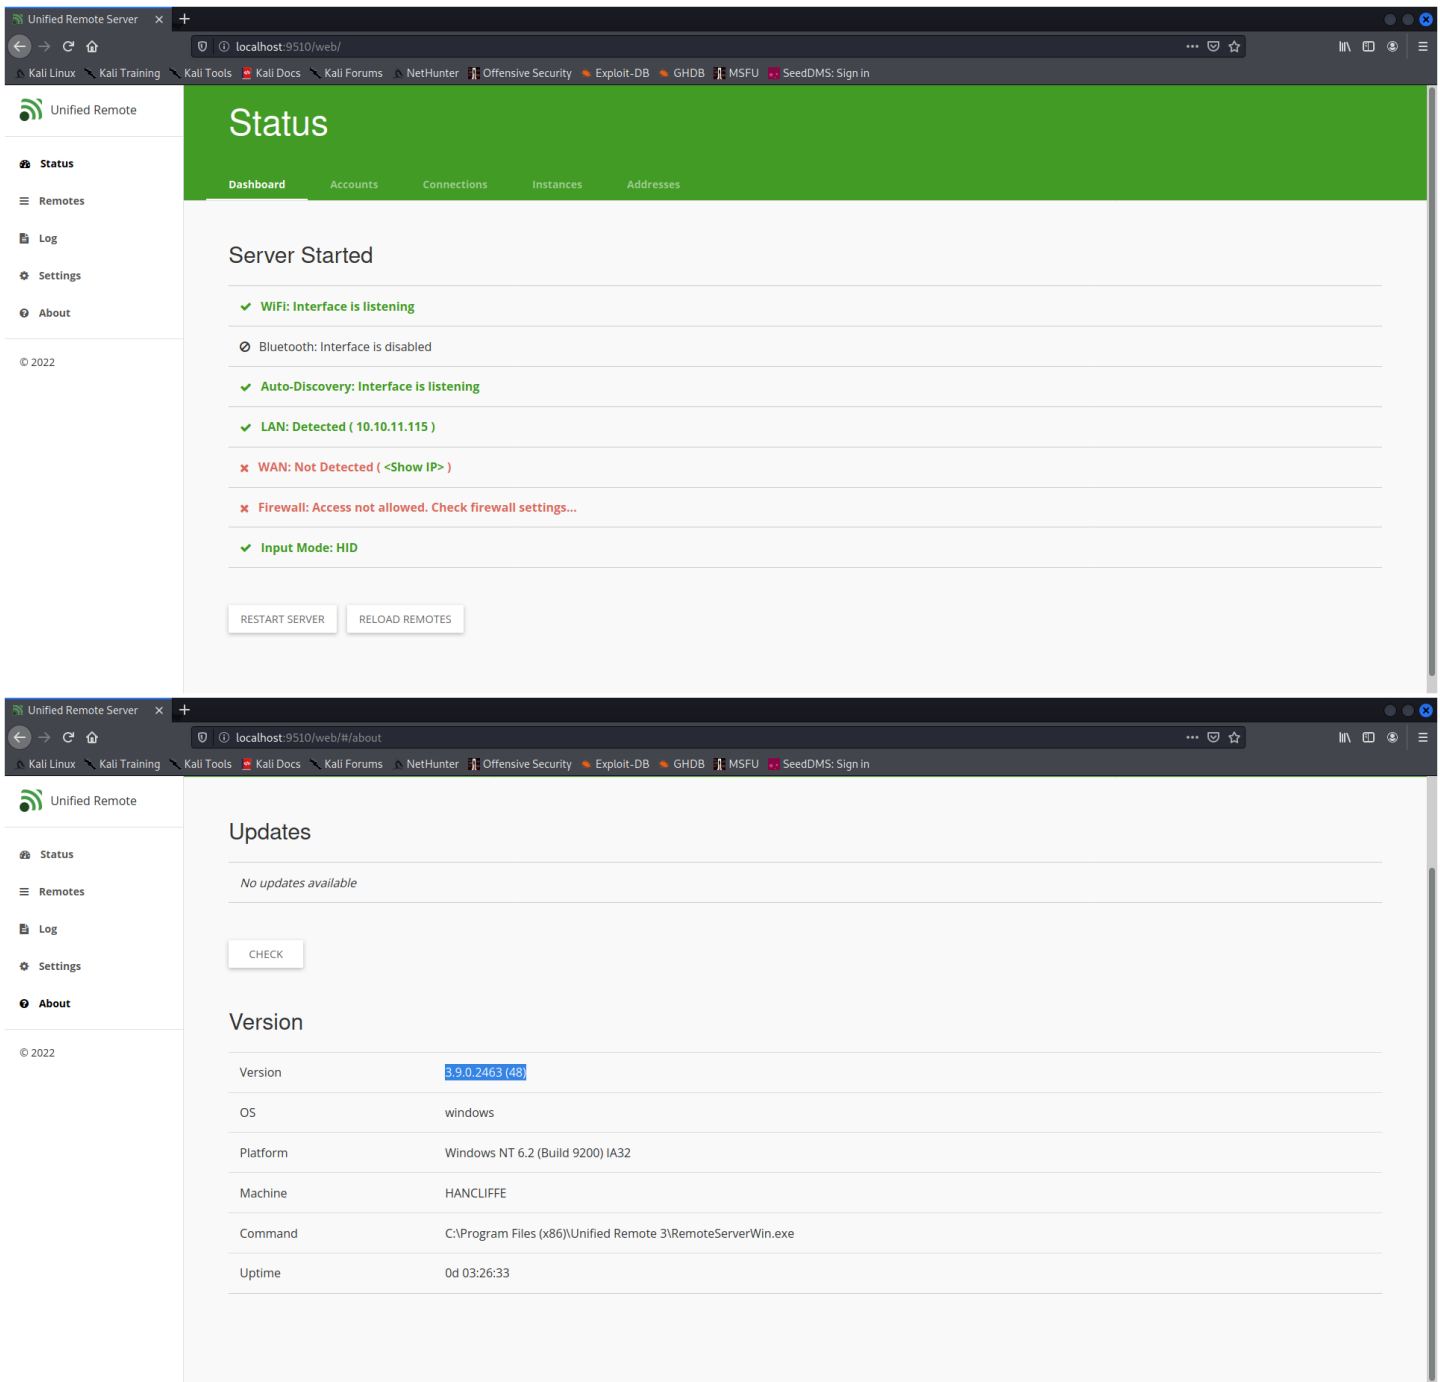 Unified Remote Server
localhost:9510/web/
Kali Linux Kali Training Kali Tools Kali Docs Kali Forums NetHunter Offensive Security Exploit-DB GHDB MSFU SeedDMS: Sign in
Unified Remote
Status
Remotes
Log
Settings
About
© 2022
Status
Dashboard Accounts Connections Instances Addresses
Server Started
WiFi: Interface is listening
Bluetooth: Interface is disabled
Auto-Discovery: Interface is listening
LAN: Detected ( 10.10.11.115 )
WAN: Not Detected ( <Show IP> )
Firewall: Access not allowed. Check firewall settings...
Input Mode: HID
RESTART SERVER RELOAD REMOTES
Unified Remote Server
localhost:9510/web/#/about
Kali Linux Kali Training Kali Tools Kali Docs Kali Forums NetHunter Offensive Security Exploit-DB GHDB MSFU SeedDMS: Sign in
Unified Remote
Status
Remotes
Log
Settings
About
© 2022
Updates
No updates available
CHECK
Version
Version 3.9.0.2463 (48)
OS windows
Platform Windows NT 6.2 (Build 9200) IA32
Machine HANCLIFFE
Command C:\Program Files (x86)\Unified Remote 3\RemoteServerWin.exe
Uptime 0d 03:26:33